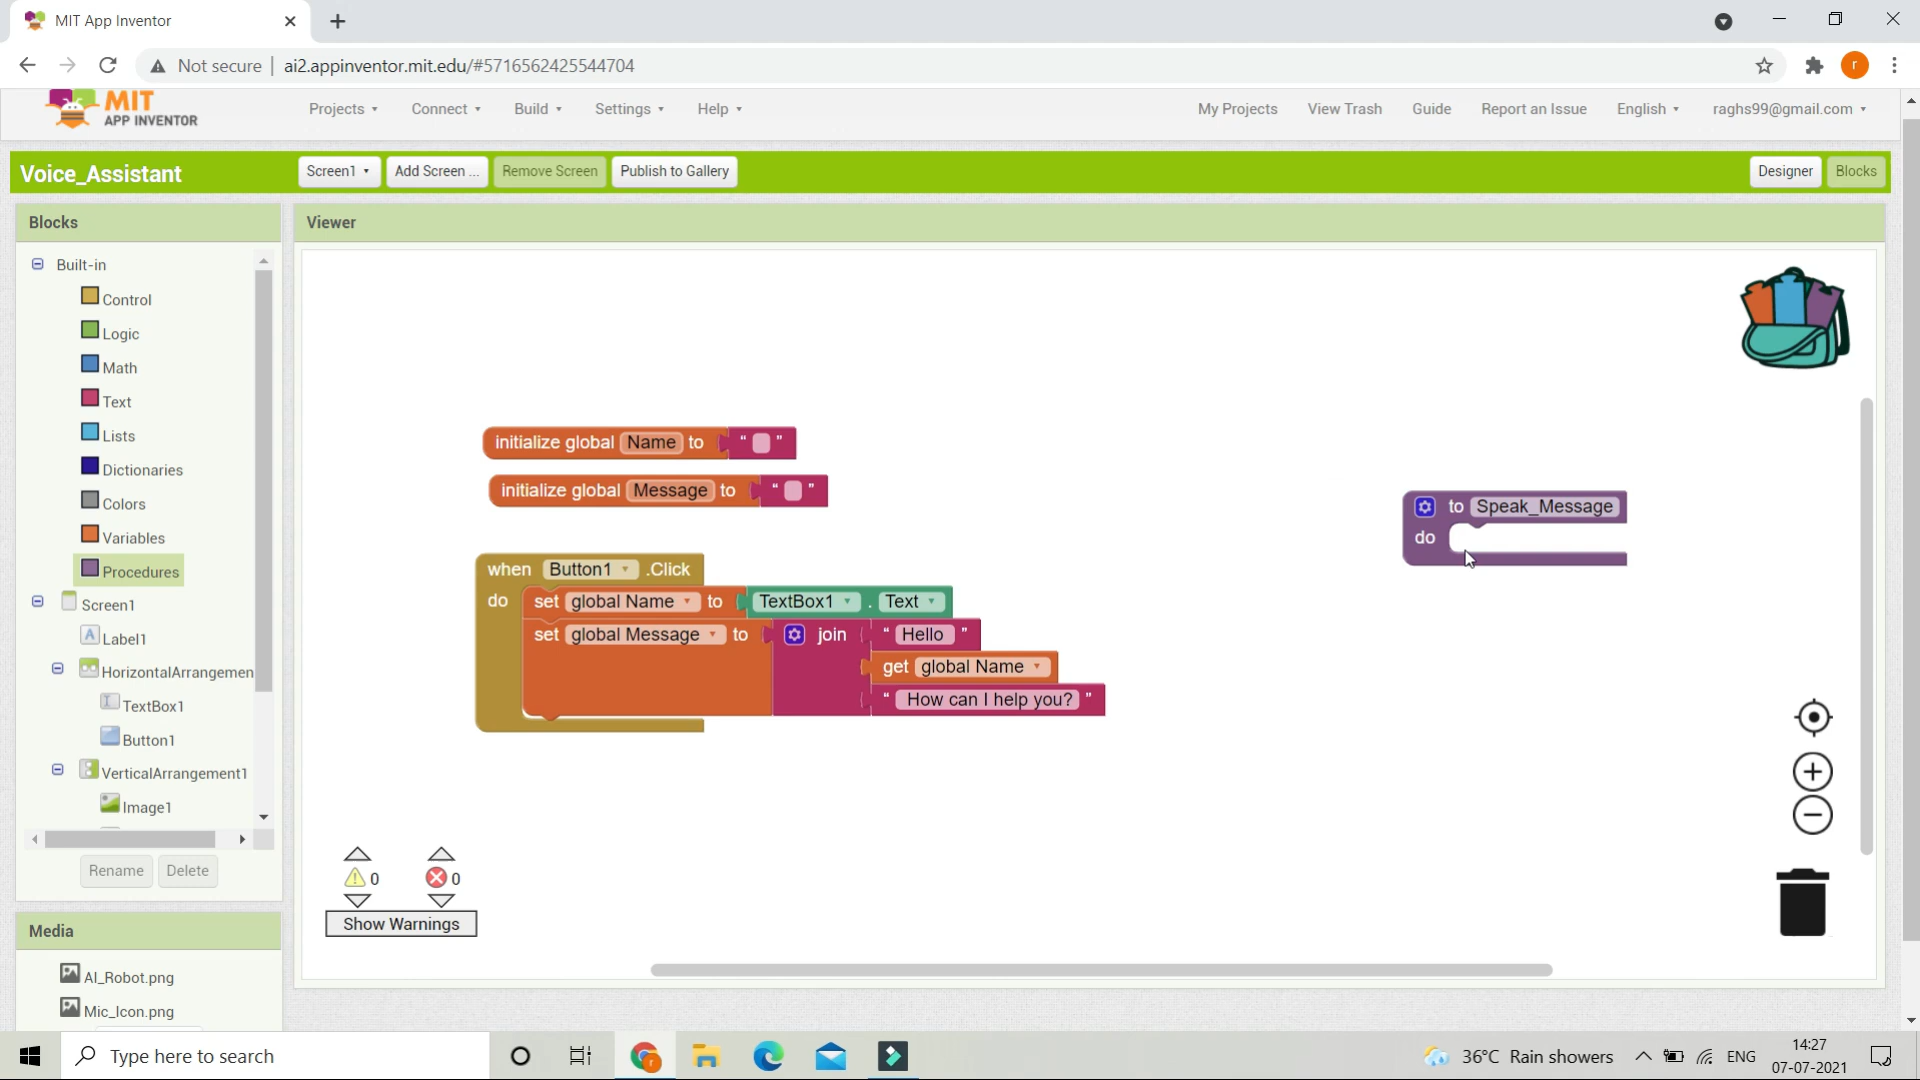 MIT App Inventor
Not secure | ai2.appinventor.mit.edu/#5716562425544704
r
MIT
APP INVENTOR
Projects
Connect
Build
Settings
Help
My Projects
View Trash
Guide
Report an Issue
English
raghs99@gmail.com
Voice_Assistant
Screen1
Add Screen ...
Remove Screen
Publish to Gallery
Designer
Blocks
Blocks
Built-in
Control
Logic
Math
Text
Lists
Dictionaries
Colors
Variables
Procedures
Screen1
Label1
HorizontalArrangemen
TextBox1
Button1
VerticalArrangement1
Image1
Rename
Delete
Media
AI_Robot.png
Mic_Icon.png
Viewer
initialize global Name to " "
initialize global Message to " "
when Button1 .Click
do set global Name to TextBox1 . Text
set global Message to join " Hello "
get global Name
" How can I help you? "
to Speak_Message
do
0
0
Show Warnings
Type here to search
36°C Rain showers
ENG
14:27
07-07-2021